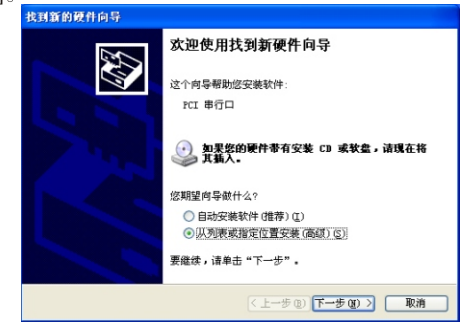 找到新的硬件向导
欢迎使用找到新硬件向导
这个向导帮助您安装软件:
PCI 串行口
如果您的硬件带有安装 CD 或软盘，请现在将
其插入。
您期望向导做什么?
自动安装软件(推荐)(I)
从列表或指定位置安装(高级)(S)
要继续，请单击“下一步”。
<上一步(B) 下一步(N)> 取消